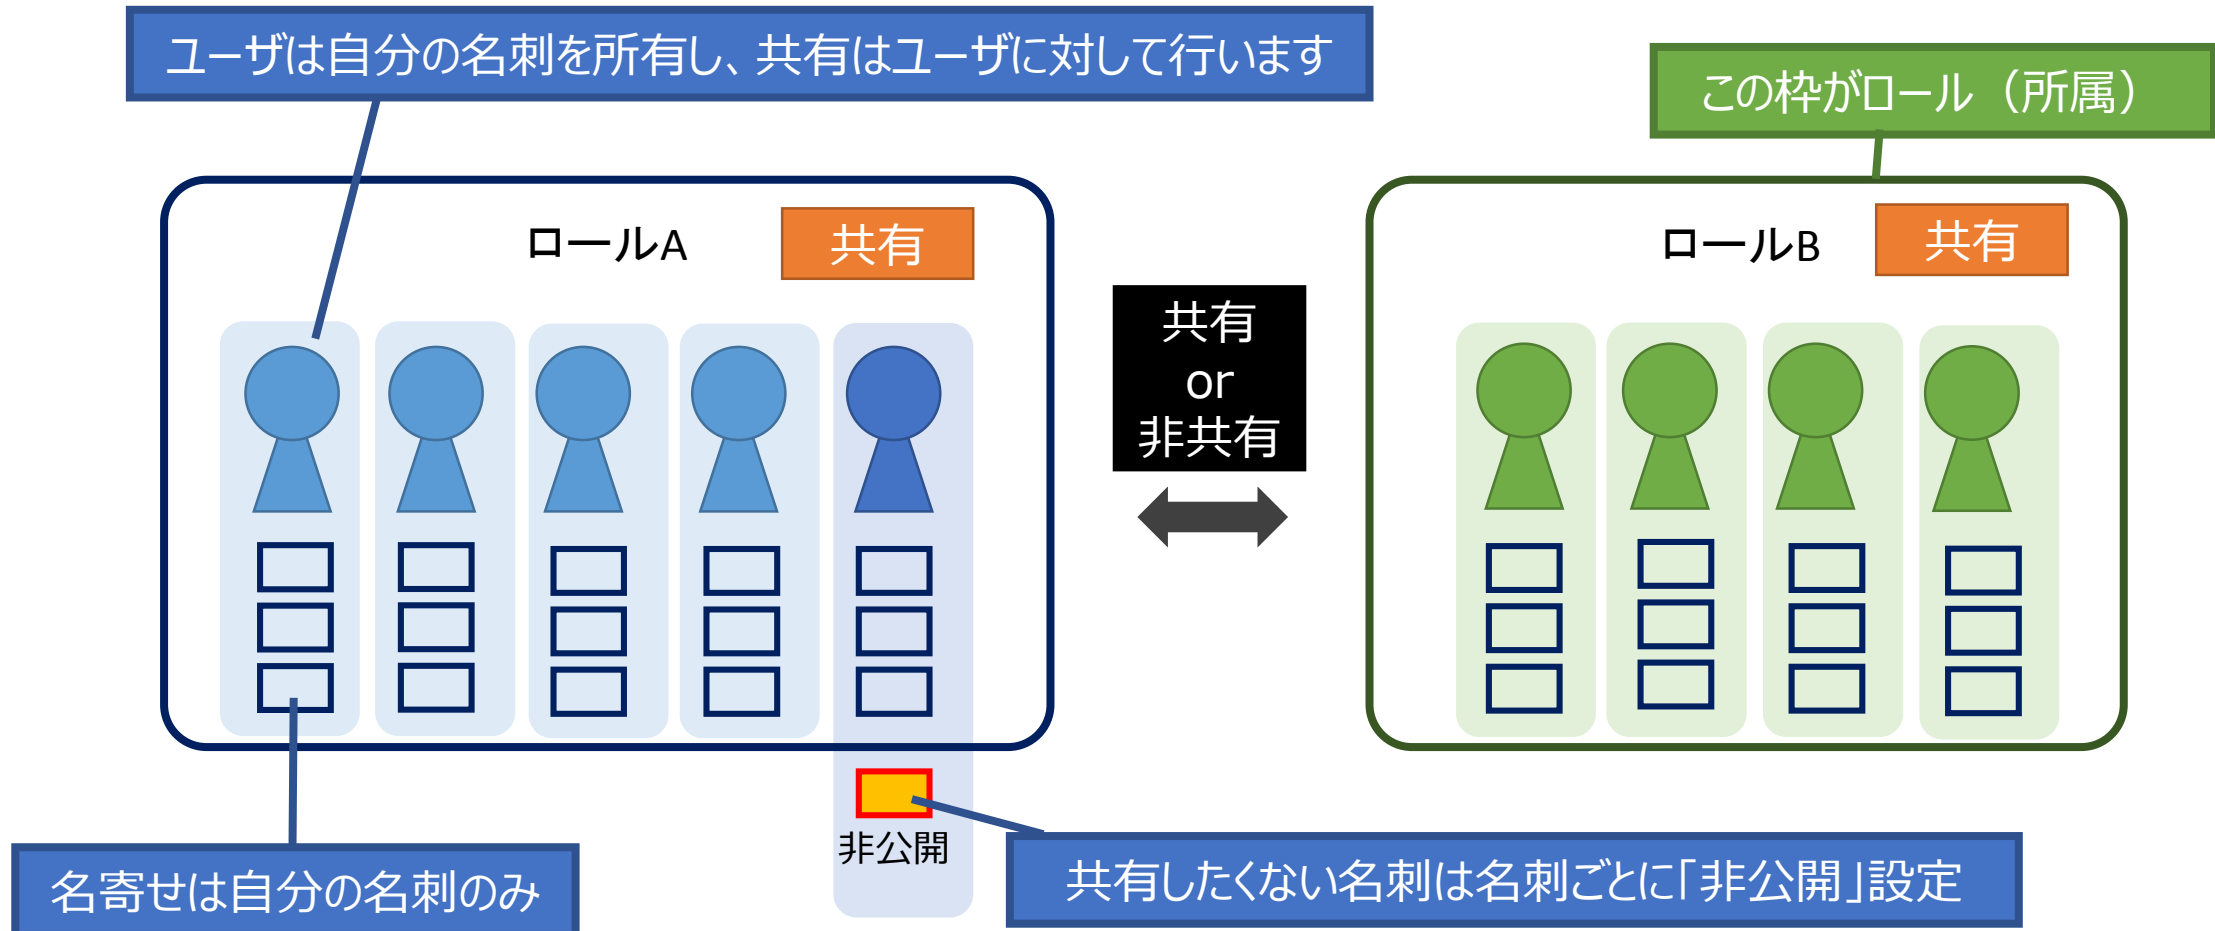 ユーザは自分の名刺を所有し、共有はユーザに対して行います
この枠がロール（所属）
ロールA
共有
ロールB
共有
共有
or
非共有
非公開
名寄せは自分の名刺のみ
共有したくない名刺は名刺ごとに「非公開」設定